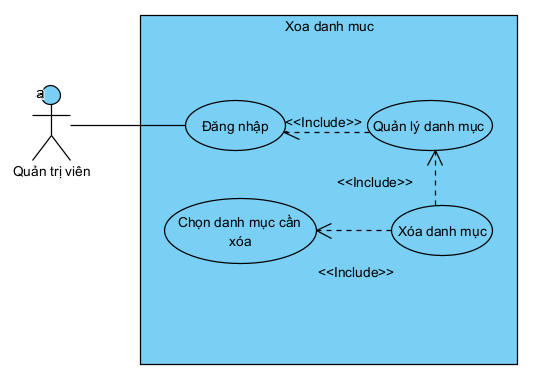 Xoa danh muc
a
Quản trị viên
Đăng nhập
<<Include>>
Quản lý danh mục
<<Include>>
Chọn danh mục cần
xóa
Xóa danh mục
<<Include>>